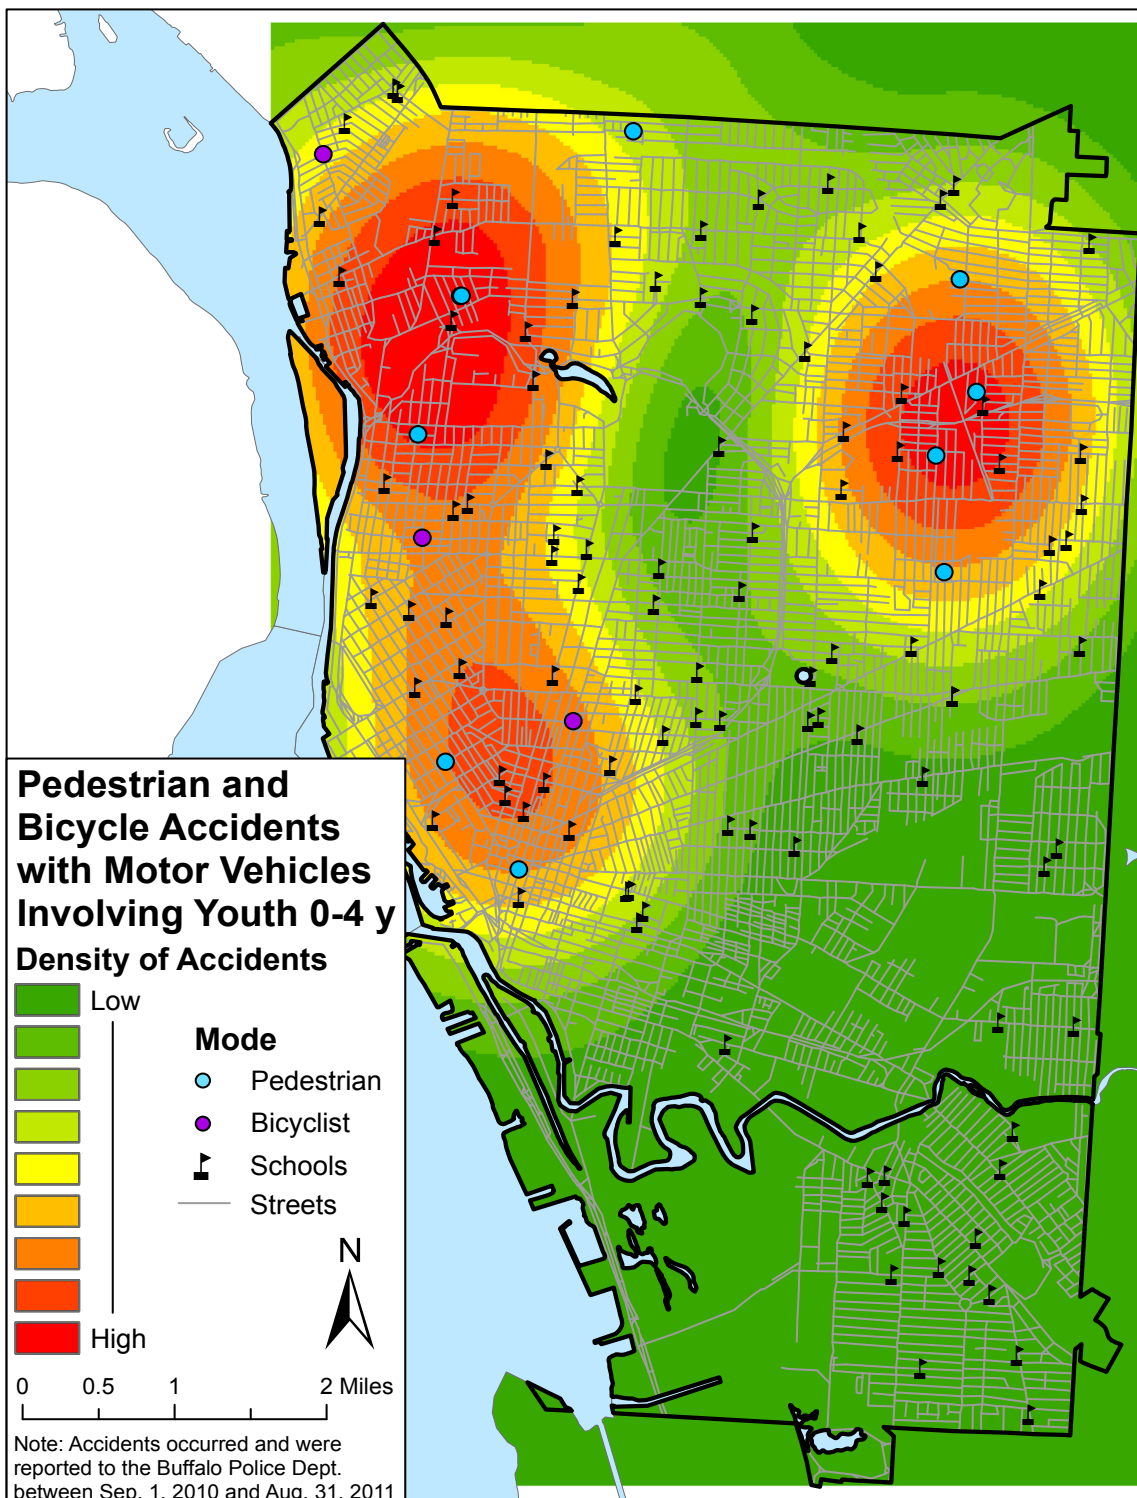 Pedestrian and
Bicycle Accidents
with Motor Vehicles
Involving Youth 0-4 y
Density of Accidents
Low
High
Mode
Pedestrian
Bicyclist
Schools
Streets
N
0 0.5 1 2 Miles
Note: Accidents occurred and were
reported to the Buffalo Police Dept.
between Sep. 1, 2010 and Aug. 31, 2011